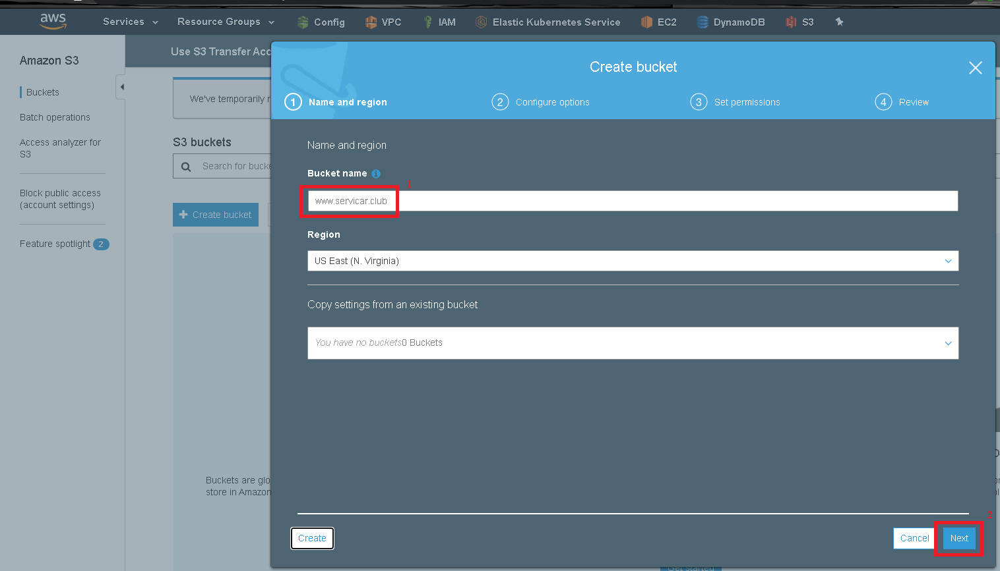 aws
Services
Resource Groups
Config
VPC
IAM
Elastic Kubernetes Service
EC2
DynamoDB
S3
Amazon S3
Buckets
Batch operations
Access analyzer for
S3
Block public access
(account settings)
Feature spotlight 2
Use S3 Transfer Acc
We've temporarily r
S3 buckets
Search for bucke
Create bucket
Buckets are glo
store in Amazon
Create bucket
1 Name and region
2 Configure options
3 Set permissions
4 Review
Name and region
Bucket name
1
www.servicar.club
Region
US East (N. Virginia)
Copy settings from an existing bucket
You have no buckets0 Buckets
2
Create
Cancel
Next
Get started